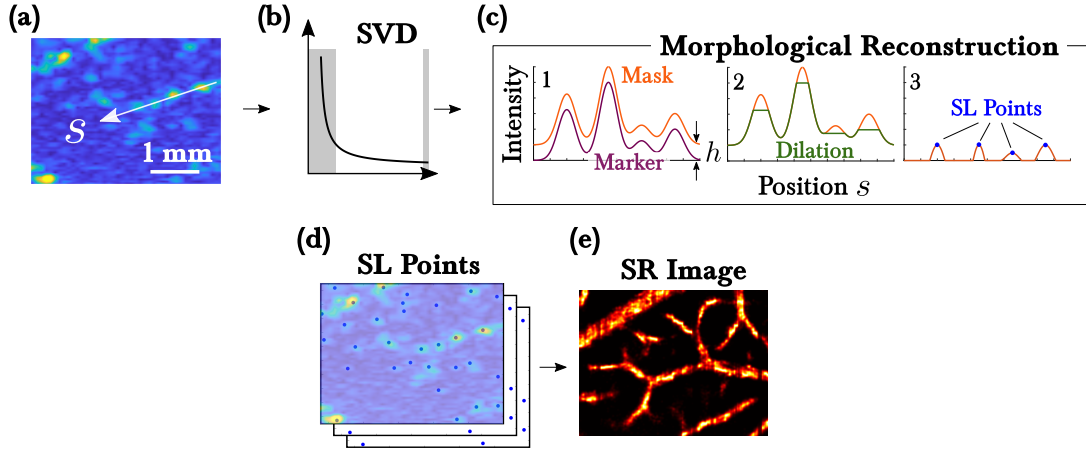 (a)
(b)
(c)
SVD
Morphological Reconstruction
s
1 mm
Intensity
1
Mask
Marker
h
2
Dilation
3
SL Points
Position s
(d)
(e)
SL Points
SR Image